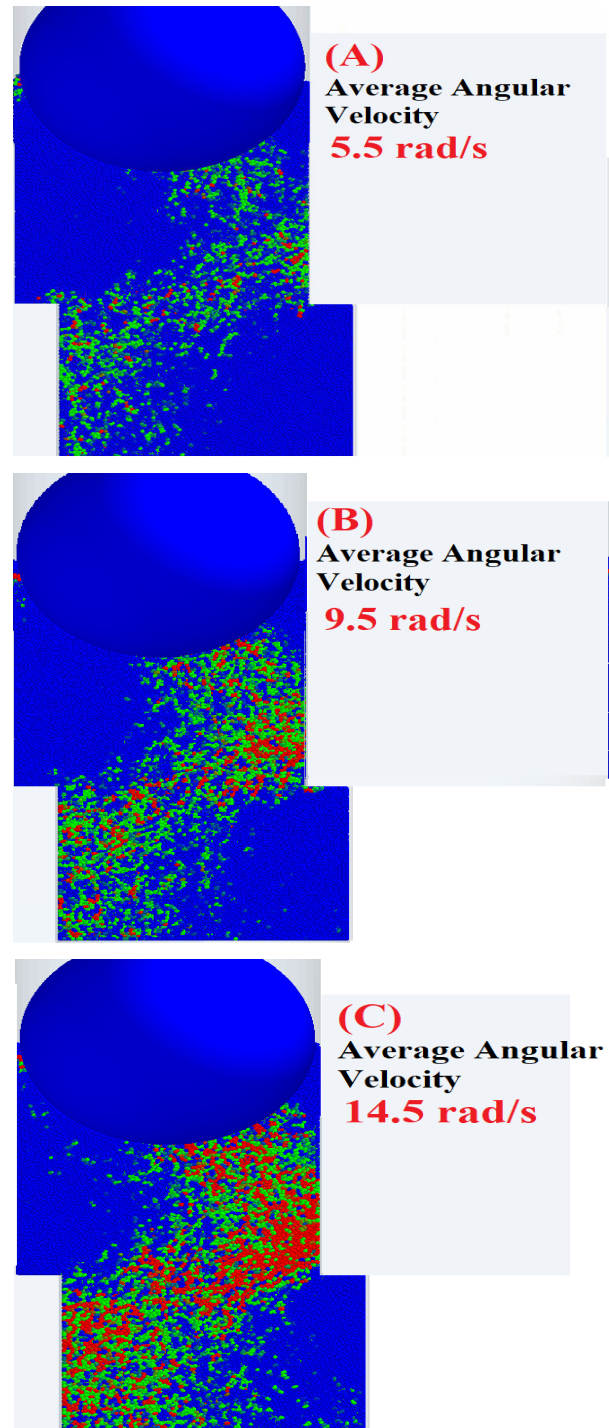 (A)
Average Angular
Velocity
5.5 rad/s
(B)
Average Angular
Velocity
9.5 rad/s
(C)
Average Angular
Velocity
14.5 rad/s